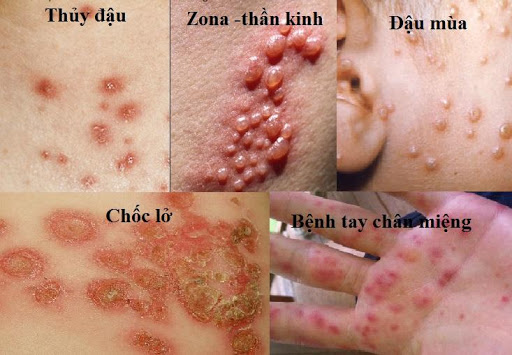 Thủy đậu
Zona -thần kinh
Đậu mùa
Chốc lở
Bệnh tay chân miệng